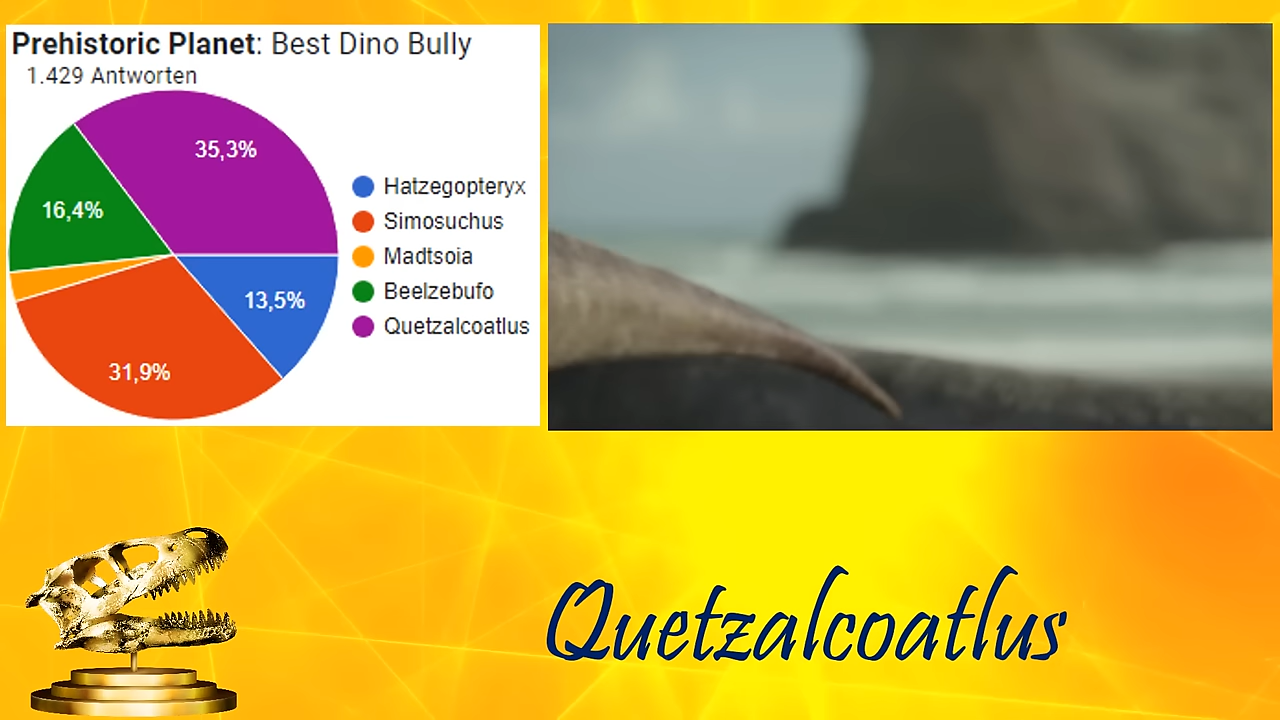 Prehistoric Planet: Best Dino Bully
1.429 Antworten
35,3%
16,4%
13,5%
31,9%
Hatzegopteryx
Simosuchus
Madtsoia
Beelzebufo
Quetzalcoatlus
Quetzalcoatlus